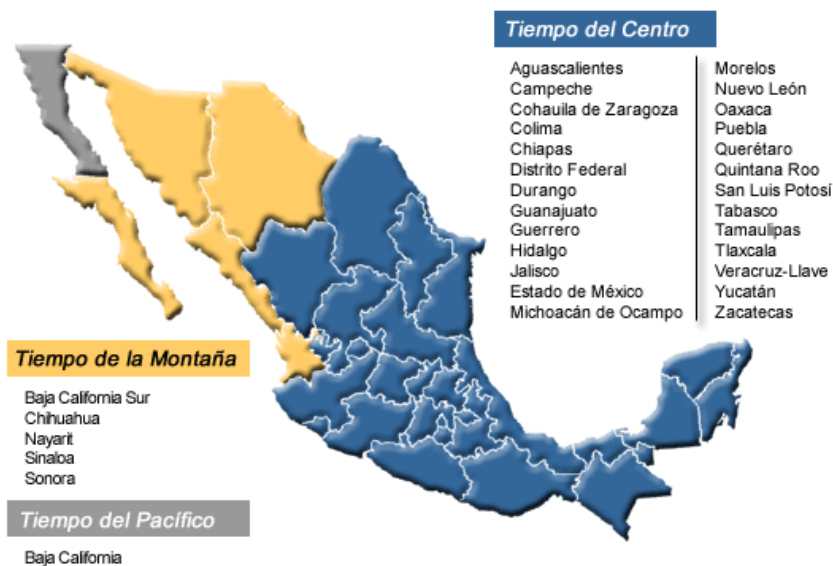 Tiempo del Centro
Aguascalientes
Campeche
Cohauila de Zaragoza
Colima
Chiapas
Distrito Federal
Durango
Guanajuato
Guerrero
Hidalgo
Jalisco
Estado de México
Michoacán de Ocampo
Morelos
Nuevo León
Oaxaca
Puebla
Querétaro
Quintana Roo
San Luis Potosí
Tabasco
Tamaulipas
Tlaxcala
Veracruz-Llave
Yucatán
Zacatecas
Tiempo de la Montaña
Baja California Sur
Chihuahua
Nayarit
Sinaloa
Sonora
Tiempo del Pacífico
Baja California